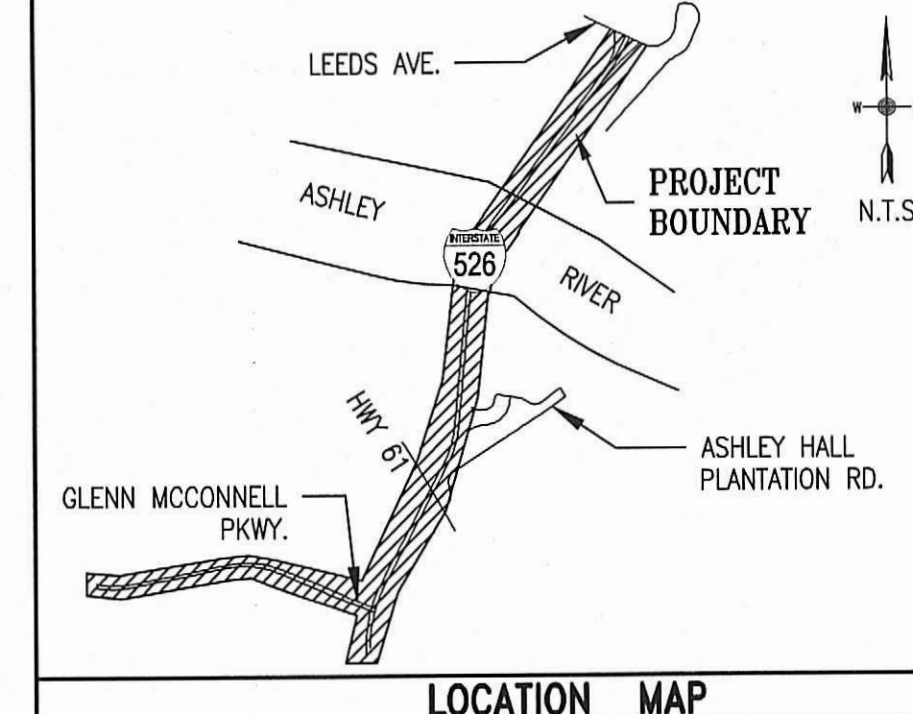 LEEDS AVE.
W
N.T.S
PROJECT
BOUNDARY
ASHLEY
INTERSTATE
526
RIVER
HWY 61
ASHLEY HALL
PLANTATION RD.
GLENN MCCONNELL
PKWY.
LOCATION MAP